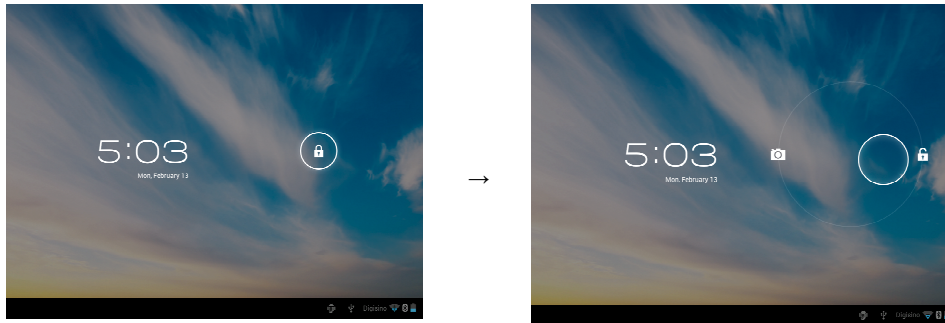 5:03
Mon, February 13
Digisino
→
5:03
Mon, February 13
Digisino